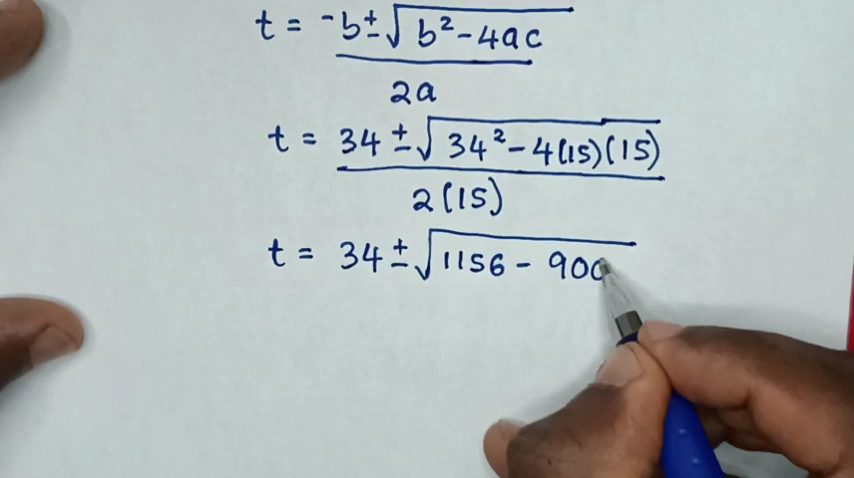 t = -b ± √b² - 4ac
2a
t = 34 ± √34² - 4(15)(15)
2(15)
t = 34 ± √1156 - 900